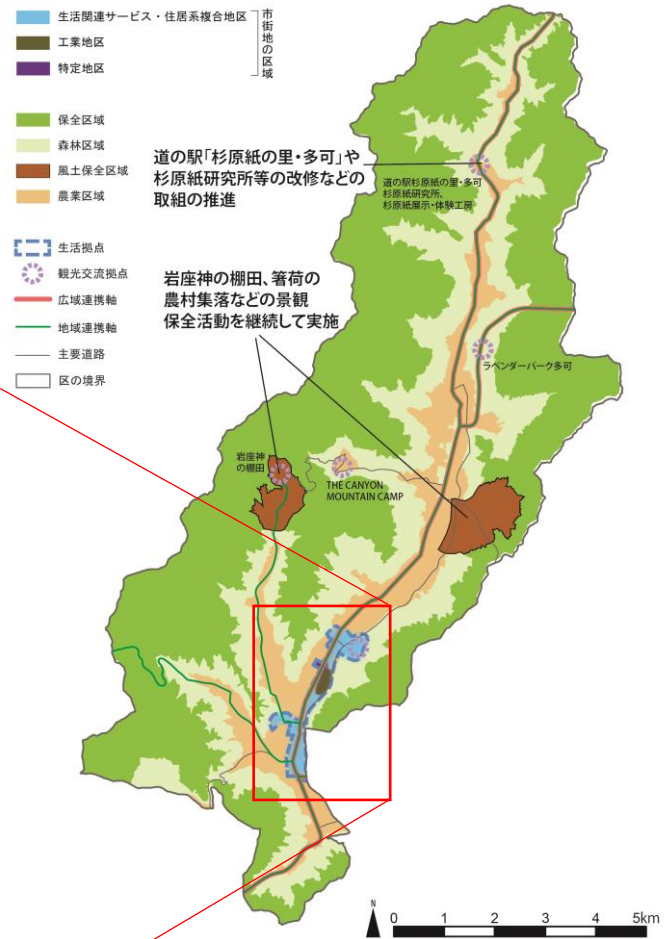 生活関連サービス・住居系複合地区
工業地区
特定地区
市街地の区域
保全区域
森林区域
風土保全区域
農業区域
生活拠点
観光交流拠点
広域連携軸
地域連携軸
主要道路
区の境界
道の駅「杉原紙の里・多可」や
杉原紙研究所等の改修などの
取組の推進
道の駅杉原紙の里・多可
杉原紙研究所、
杉原紙展示・体験工房
岩座神の棚田、箸荷の
農村集落などの景観
保全活動を継続して実施
ラベンダーパーク多可
岩座神
の棚田
THE CANYON
MOUNTAIN CAMP
N
0 1 2 3 4 5km